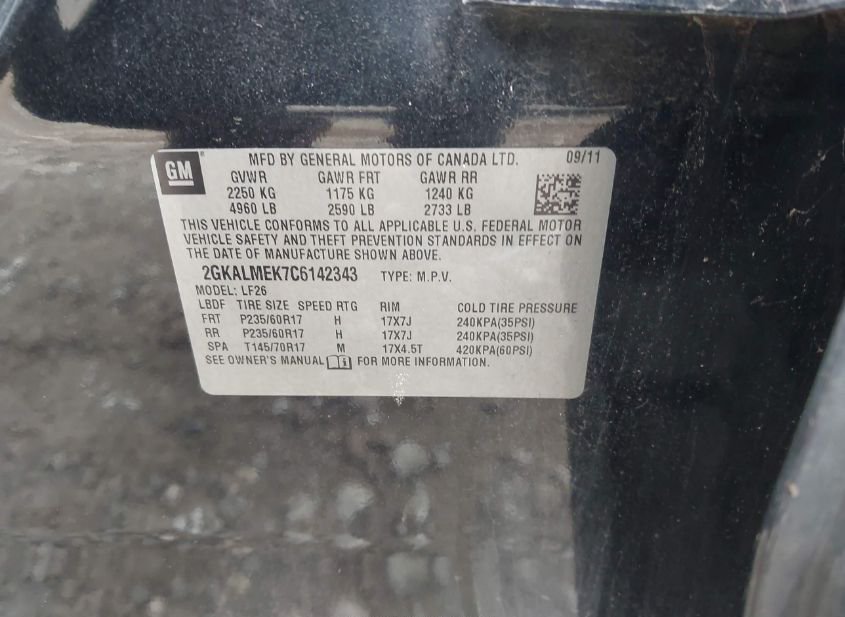 GM MFD BY GENERAL MOTORS OF CANADA LTD. 09/11
GVWR GAWR FRT GAWR RR
2250 KG 1175 KG 1240 KG
4960 LB 2590 LB 2733 LB
THIS VEHICLE CONFORMS TO ALL APPLICABLE U.S. FEDERAL MOTOR
VEHICLE SAFETY AND THEFT PREVENTION STANDARDS IN EFFECT ON
THE DATE OF MANUFACTURE SHOWN ABOVE.
2GKALMEK7C6142343 TYPE: M.P.V.
MODEL: LF26
LBDF TIRE SIZE SPEED RTG RIM COLD TIRE PRESSURE
FRT P235/60R17 H 17X7J 240KPA(35PSI)
RR P235/60R17 H 17X7J 240KPA(35PSI)
SPA T145/70R17 M 17X4.5T 420KPA(60PSI)
SEE OWNER'S MANUAL i FOR MORE INFORMATION.